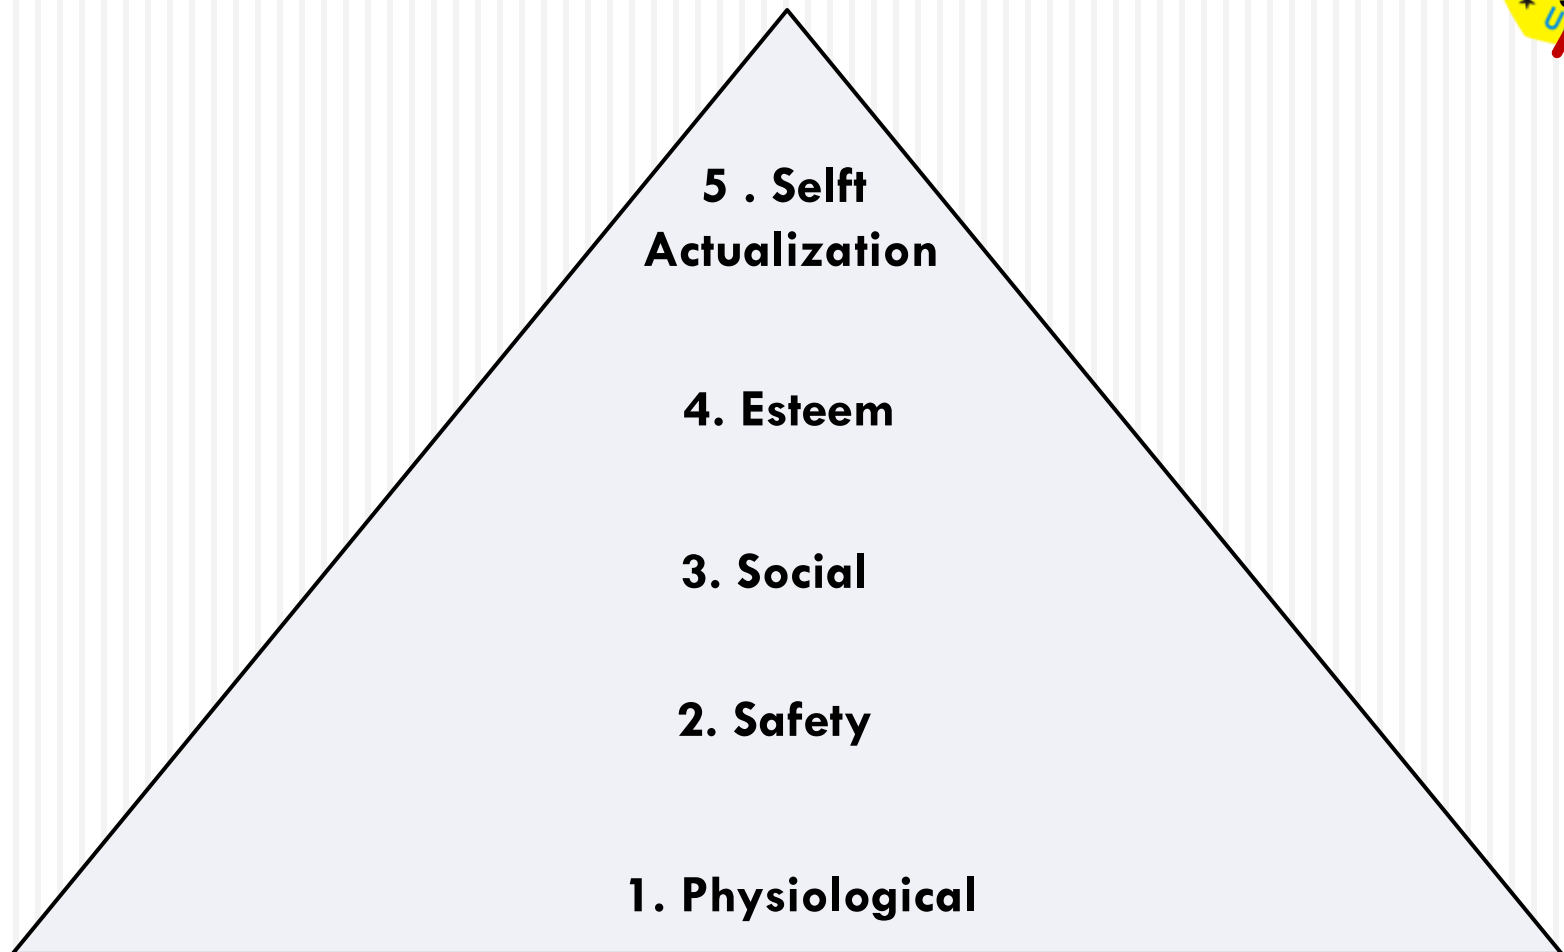 5 . Selft
Actualization
4. Esteem
3. Social
2. Safety
1. Physiological